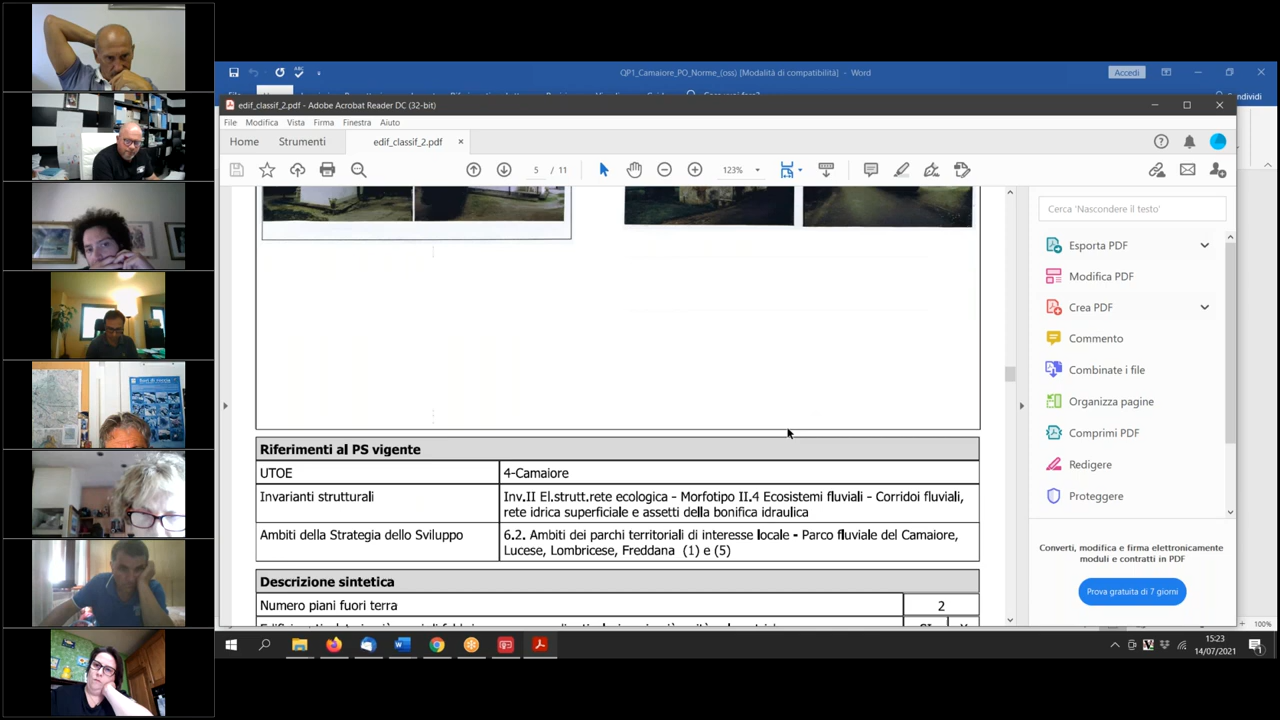 QP1_Camaiore_PO_Norme_(oss) [Modalità di compatibilità] - Word
Accedi
edif_classif_2.pdf - Adobe Acrobat Reader DC (32-bit)
File Modifica Vista Firma Finestra Aiuto
Home Strumenti edif_classif_2.pdf ×
5 / 11 123%
Cerca 'Nascondere il testo'
Esporta PDF
Modifica PDF
Crea PDF
Commento
Combinate i file
Organizza pagine
Comprimi PDF
Redigere
Proteggere
Converti, modifica e firma elettronicamente
moduli e contratti in PDF
Prova gratuita di 7 giorni
Riferimenti al PS vigente
UTOE 4-Camaiore
Invarianti strutturali Inv.II El.strutt.rete ecologica - Morfotipo II.4 Ecosistemi fluviali - Corridoi fluviali,
rete idrica superficiale e assetti della bonifica idraulica
Ambiti della Strategia dello Sviluppo 6.2. Ambiti dei parchi territoriali di interesse locale - Parco fluviale del Camaiore,
Lucese, Lombricese, Freddana (1) e (5)
Descrizione sintetica
Numero piani fuori terra 2
100%
15:23
14/07/2021